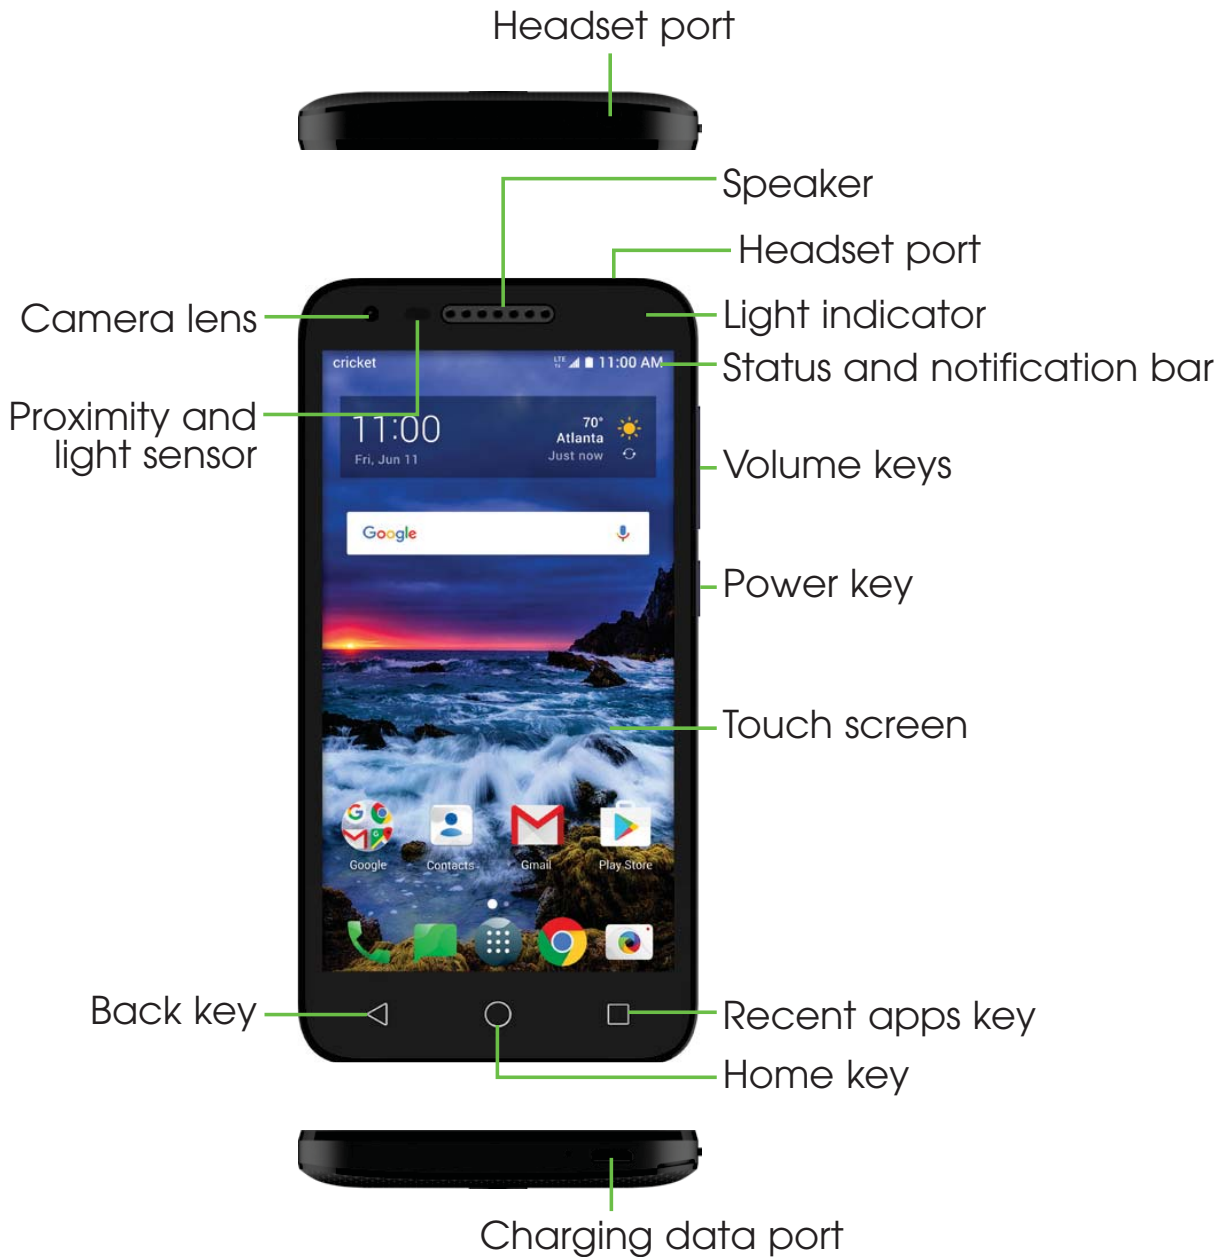 Headset port
Speaker
Headset port
Camera lens
Light indicator
cricket
LTE
11:00 AM
Status and notification bar
Proximity and
light sensor
11:00
Fri, Jun 11
70°
Atlanta
Just now
Volume keys
Google
Power key
Touch screen
Google
Contacts
Gmail
Play Store
Back key
Recent apps key
Home key
Charging data port